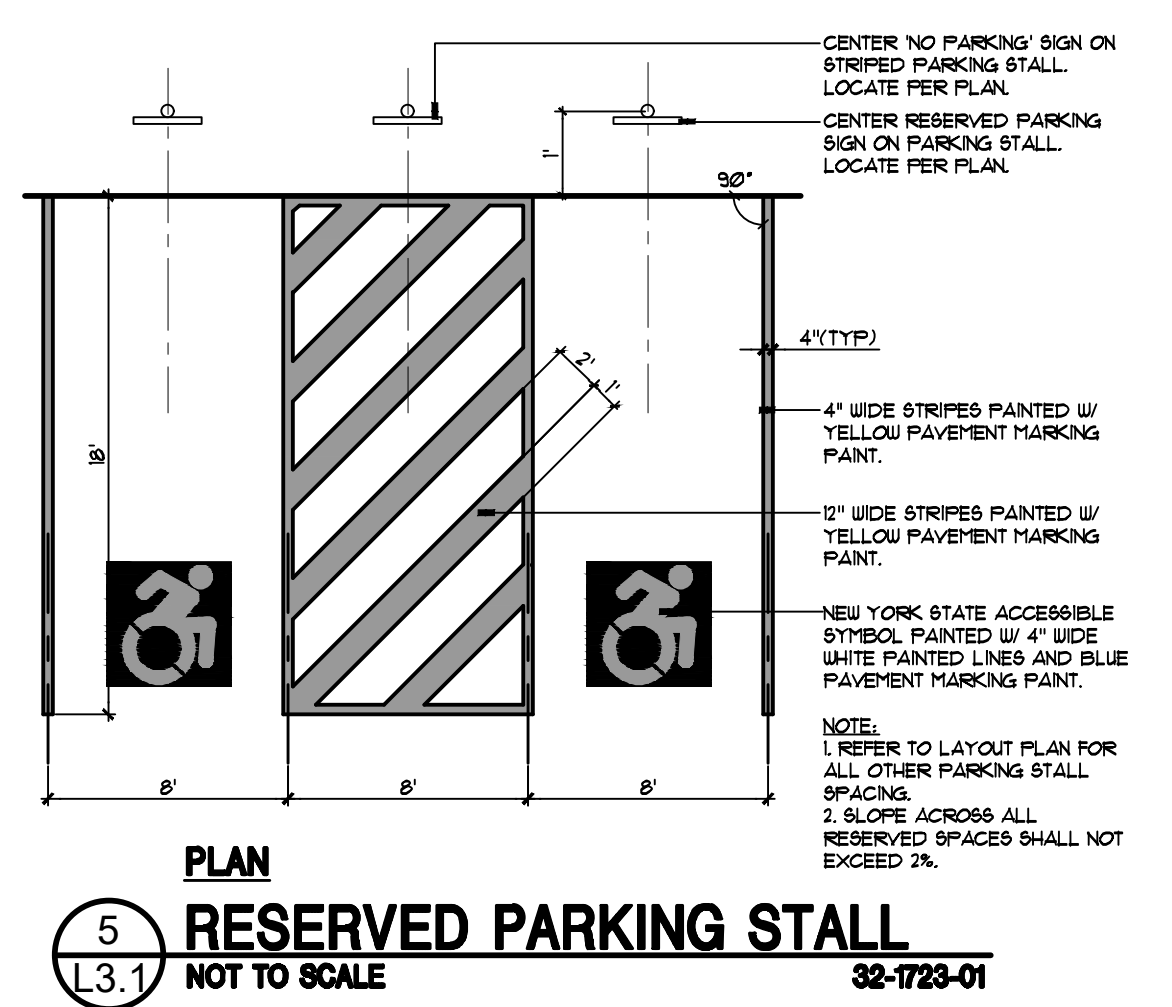 CENTER 'NO PARKING' SIGN ON
STRIPED PARKING STALL.
LOCATE PER PLAN.
CENTER RESERVED PARKING
SIGN ON PARKING STALL.
LOCATE PER PLAN.
1'
90°
4"(TYP)
2'
1'
18'
4" WIDE STRIPES PAINTED W/
YELLOW PAVEMENT MARKING
PAINT.
12" WIDE STRIPES PAINTED W/
YELLOW PAVEMENT MARKING
PAINT.
NEW YORK STATE ACCESSIBLE
SYMBOL PAINTED W/ 4" WIDE
WHITE PAINTED LINES AND BLUE
PAVEMENT MARKING PAINT.
NOTE:
1. REFER TO LAYOUT PLAN FOR
ALL OTHER PARKING STALL
SPACING.
2. SLOPE ACROSS ALL
RESERVED SPACES SHALL NOT
EXCEED 2%.
8' 8' 8'
PLAN
5
L3.1
RESERVED PARKING STALL
NOT TO SCALE 32-1723-01